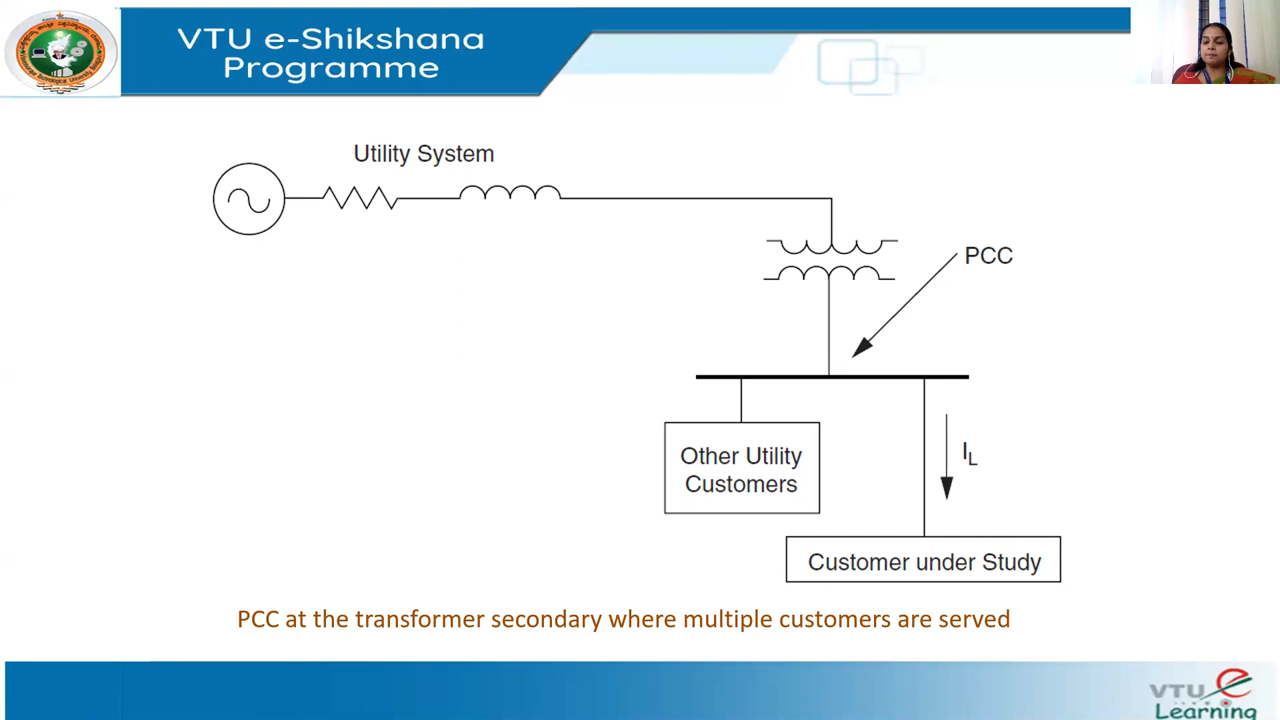 VTU e-Shikshana
Programme
Utility System
PCC
Other Utility
Customers
I_L
Customer under Study
PCC at the transformer secondary where multiple customers are served
VTU e
Learning